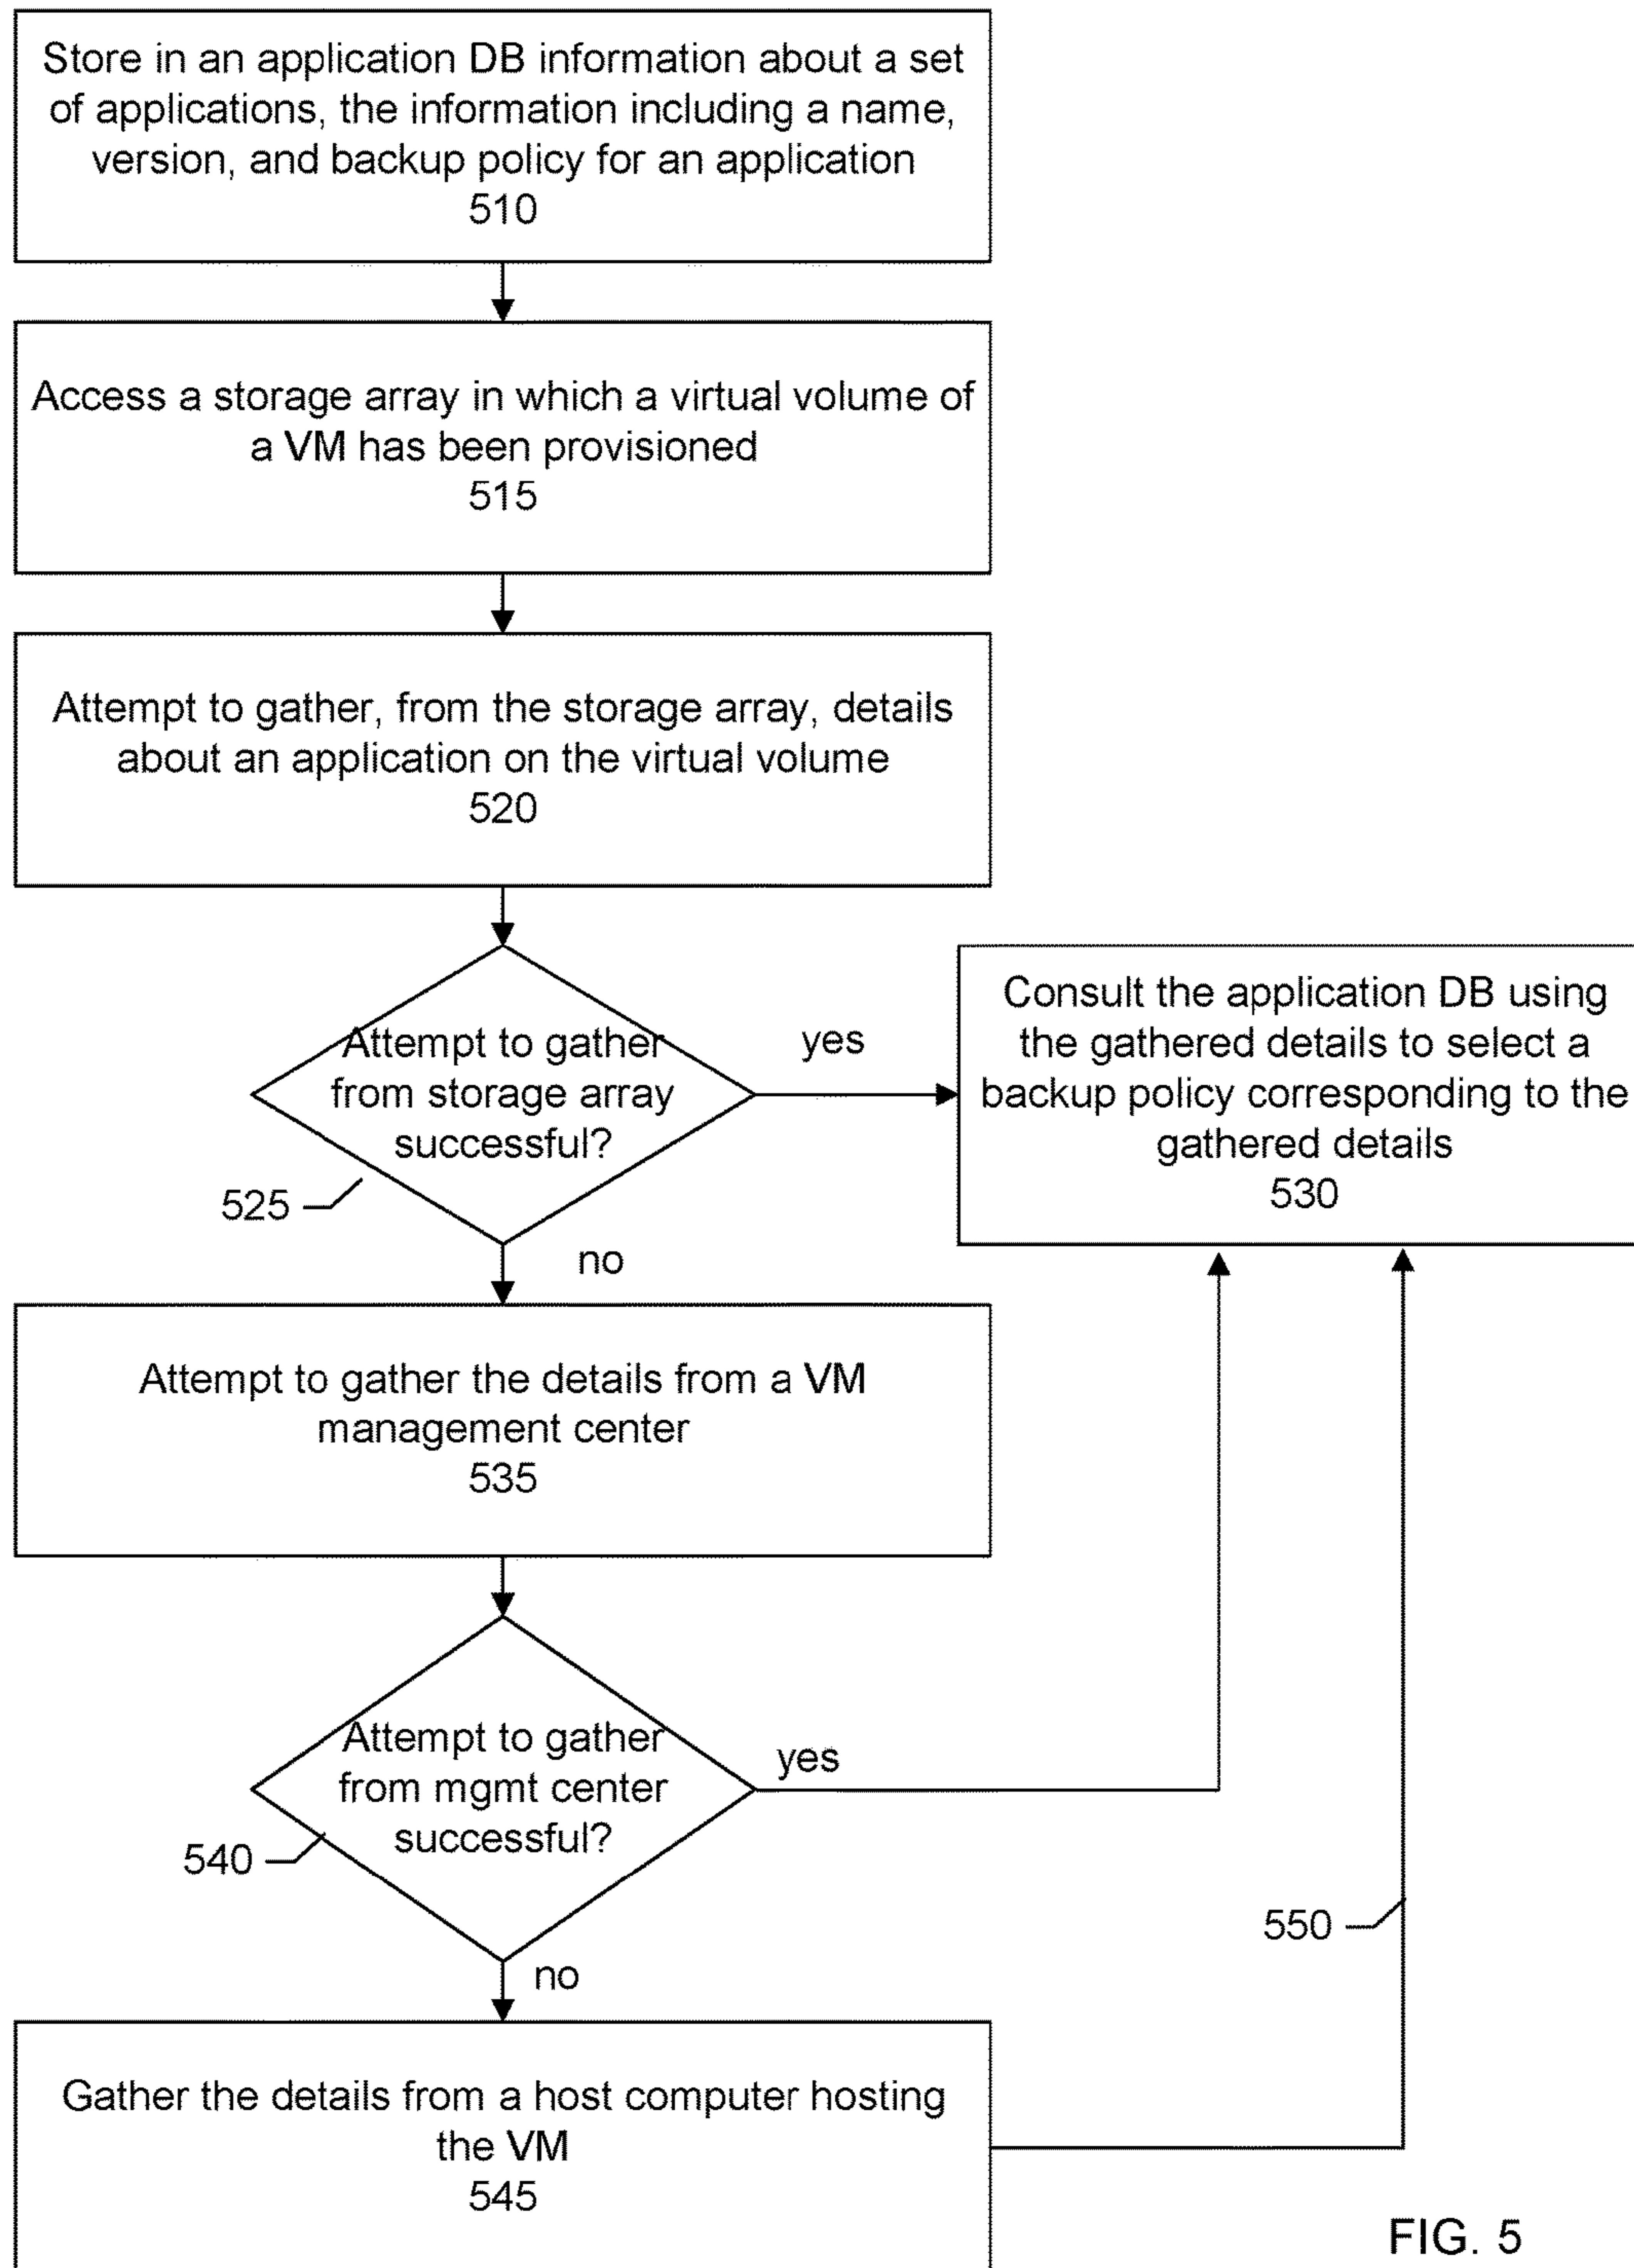 Store in an application DB information about a set
of applications, the information including a name,
version, and backup policy for an application
510
Access a storage array in which a virtual volume of
a VM has been provisioned
515
Attempt to gather, from the storage array, details
about an application on the virtual volume
520
Attempt to gather
from storage array
successful?
525
yes
no
Consult the application DB using
the gathered details to select a
backup policy corresponding to the
gathered details
530
Attempt to gather the details from a VM
management center
535
Attempt to gather
from mgmt center
successful?
540
yes
no
550
Gather the details from a host computer hosting
the VM
545
FIG. 5